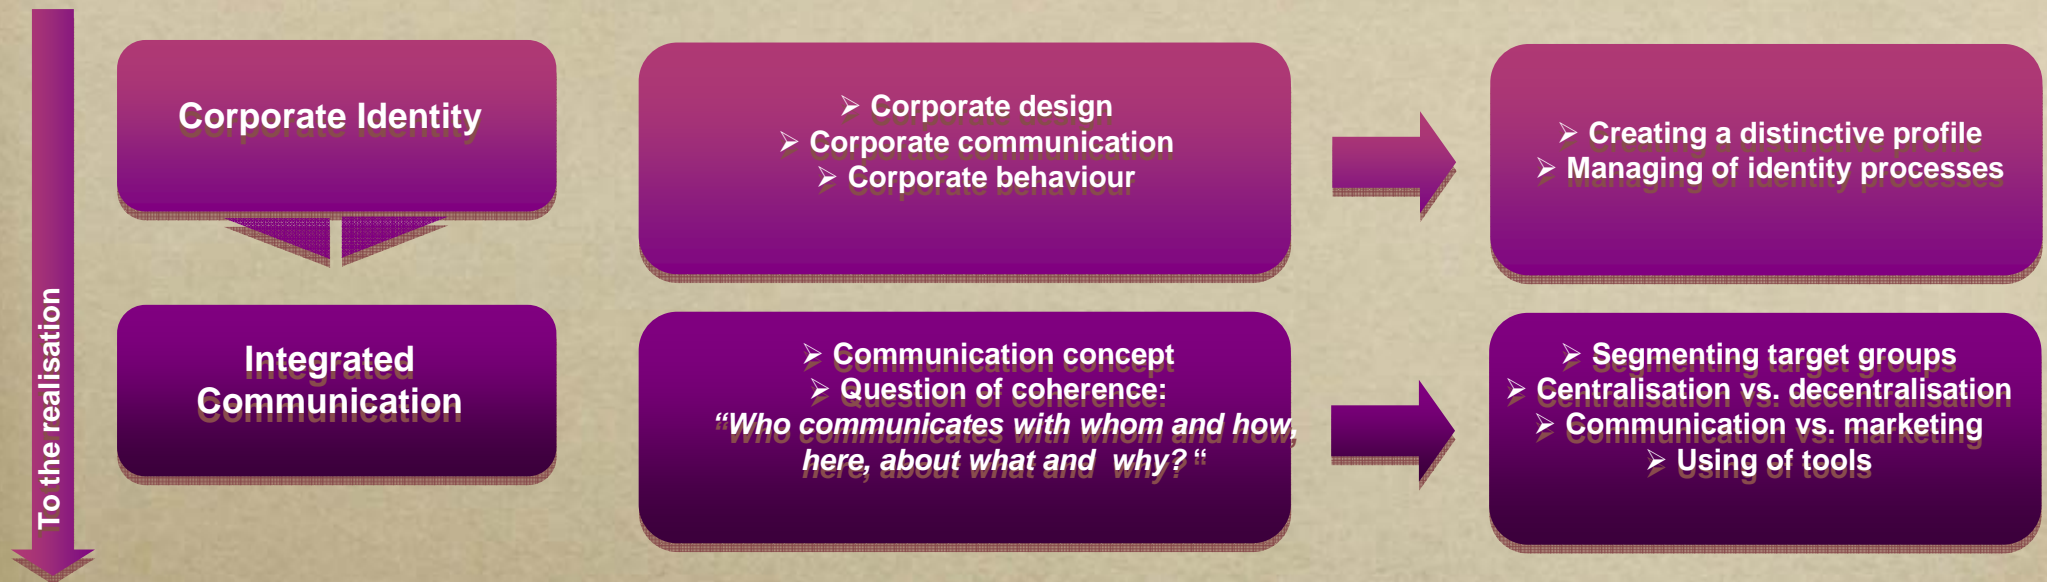 To the realisation
Corporate Identity
➢ Corporate design
➢ Corporate communication
➢ Corporate behaviour
➢ Creating a distinctive profile
➢ Managing of identity processes
Integrated
Communication
➢ Communication concept
➢ Question of coherence:
“Who communicates with whom and how,
here, about what and  why? “
➢ Segmenting target groups
➢ Centralisation vs. decentralisation
➢ Communication vs. marketing
➢ Using of tools